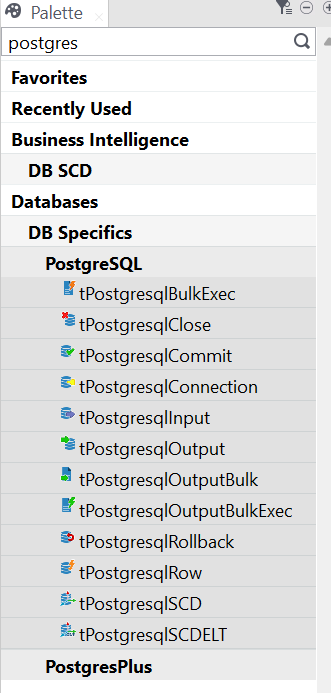 Palette
postgres
Favorites
Recently Used
Business Intelligence
DB SCD
Databases
DB Specifics
PostgreSQL
tPostgresqlBulkExec
tPostgresqlClose
tPostgresqlCommit
tPostgresqlConnection
tPostgresqlInput
tPostgresqlOutput
tPostgresqlOutputBulk
tPostgresqlOutputBulkExec
tPostgresqlRollback
tPostgresqlRow
tPostgresqlSCD
tPostgresqlSCDELT
PostgresPlus